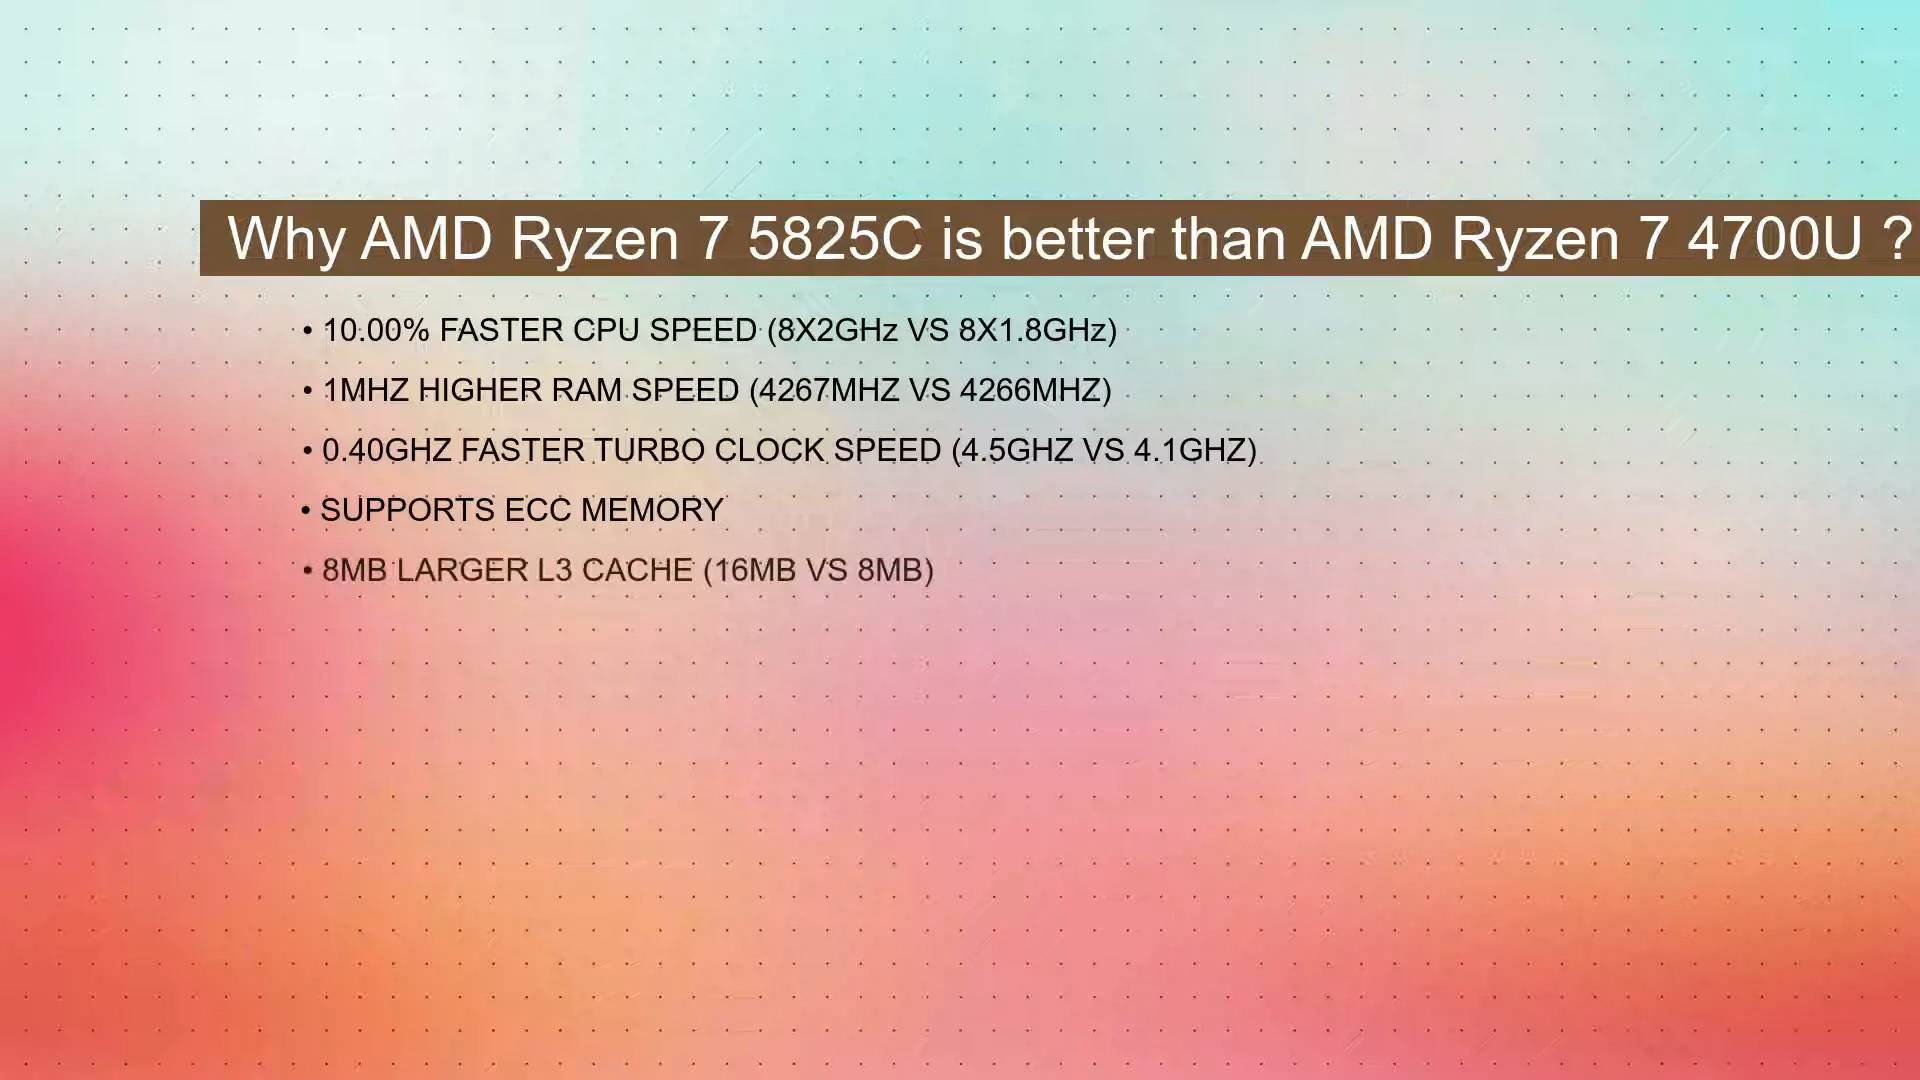 Why AMD Ryzen 7 5825C is better than AMD Ryzen 7 4700U ?
• 10.00% FASTER CPU SPEED (8X2GHz VS 8X1.8GHz)
• 1MHZ HIGHER RAM SPEED (4267MHZ VS 4266MHZ)
• 0.40GHZ FASTER TURBO CLOCK SPEED (4.5GHZ VS 4.1GHZ)
• SUPPORTS ECC MEMORY
• 8MB LARGER L3 CACHE (16MB VS 8MB)